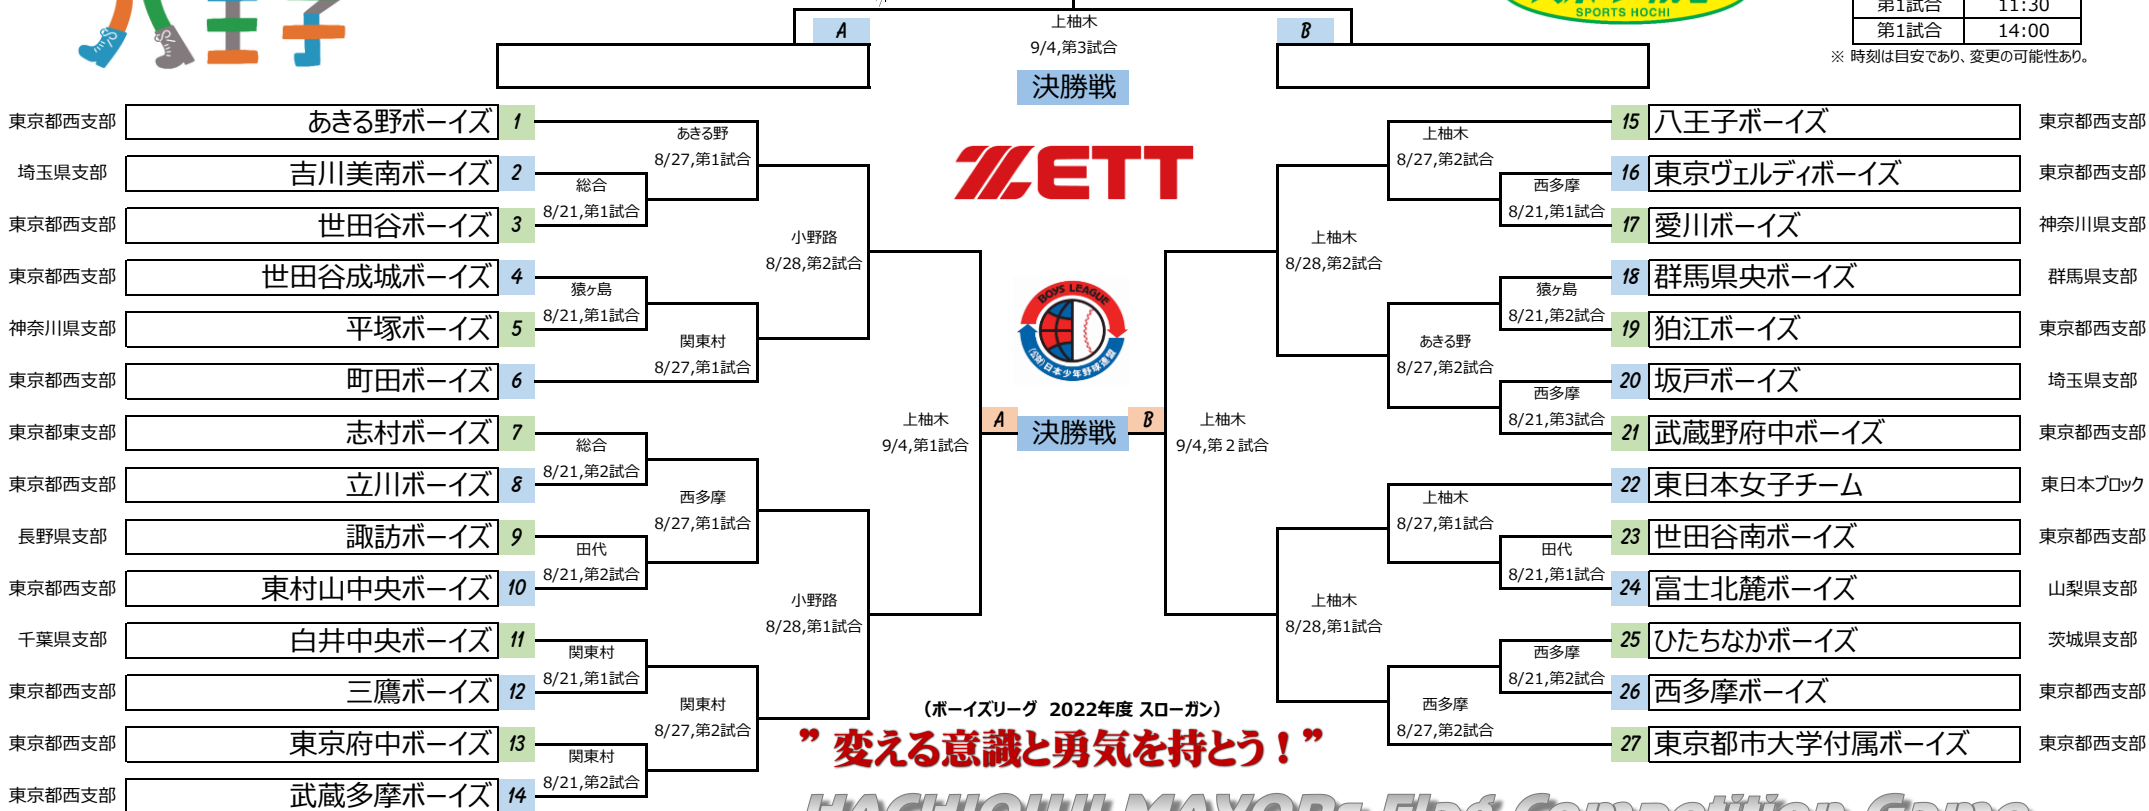 八王子
A
上柚木
9/4,第3試合
決勝戦
B
SPORTS HOCHI
第1試合 11:30
第1試合 14:00
※ 時刻は目安であり、変更の可能性あり。
東京都西支部 あきる野ボーイズ 1
埼玉県支部 吉川美南ボーイズ 2
東京都西支部 世田谷ボーイズ 3
東京都西支部 世田谷成城ボーイズ 4
神奈川県支部 平塚ボーイズ 5
東京都西支部 町田ボーイズ 6
東京都東支部 志村ボーイズ 7
東京都西支部 立川ボーイズ 8
長野県支部 諏訪ボーイズ 9
東京都西支部 東村山中央ボーイズ 10
千葉県支部 白井中央ボーイズ 11
東京都西支部 三鷹ボーイズ 12
東京都西支部 東京府中ボーイズ 13
東京都西支部 武蔵多摩ボーイズ 14
総合
8/21,第1試合
猿ヶ島
8/21,第1試合
総合
8/21,第2試合
田代
8/21,第2試合
関東村
8/21,第1試合
関東村
8/21,第2試合
あきる野
8/27,第1試合
関東村
8/27,第1試合
西多摩
8/27,第1試合
関東村
8/27,第2試合
小野路
8/28,第2試合
小野路
8/28,第1試合
上柚木
9/4,第1試合
ZETT
BOYS LEAGUE
(公財)日本少年野球連盟
A 決勝戦 B
上柚木
9/4,第２試合
上柚木
8/28,第2試合
上柚木
8/28,第1試合
上柚木
8/27,第2試合
あきる野
8/27,第2試合
上柚木
8/27,第1試合
西多摩
8/27,第2試合
西多摩
8/21,第1試合
猿ヶ島
8/21,第2試合
西多摩
8/21,第3試合
田代
8/21,第1試合
西多摩
8/21,第2試合
15 八王子ボーイズ 東京都西支部
16 東京ヴェルディボーイズ 東京都西支部
17 愛川ボーイズ 神奈川県支部
18 群馬県央ボーイズ 群馬県支部
19 狛江ボーイズ 東京都西支部
20 坂戸ボーイズ 埼玉県支部
21 武蔵野府中ボーイズ 東京都西支部
22 東日本女子チーム 東日本ブロック
23 世田谷南ボーイズ 東京都西支部
24 富士北麓ボーイズ 山梨県支部
25 ひたちなかボーイズ 茨城県支部
26 西多摩ボーイズ 東京都西支部
27 東京都市大学付属ボーイズ 東京都西支部
(ボーイズリーグ 2022年度 スローガン)
”変える意識と勇気を持とう！”
HACHIOUJI MAYORs Flag Competition Game